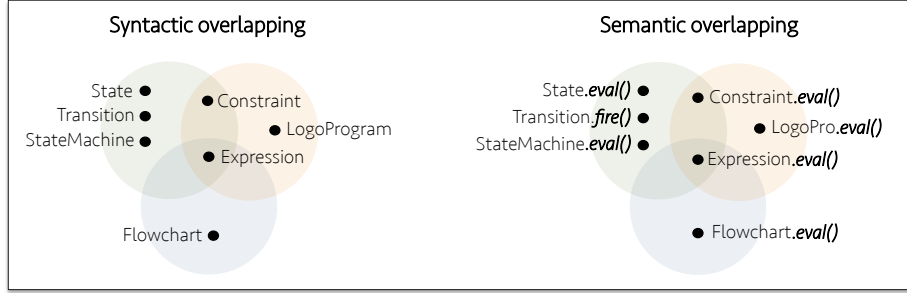 Syntactic overlapping
State
Constraint
Transition
LogoProgram
StateMachine
Expression
Flowchart
Semantic overlapping
State.eval()
Constraint.eval()
Transition.fire()
LogoPro.eval()
StateMachine.eval()
Expression.eval()
Flowchart.eval()